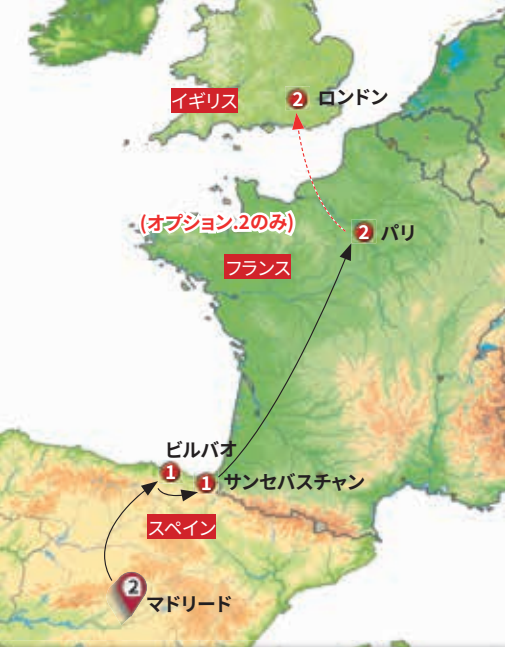 イギリス
2 ロンドン
(オプション.2のみ)
2 パリ
フランス
ビルバオ
1
1 サンセバスチャン
スペイン
2
マドリード